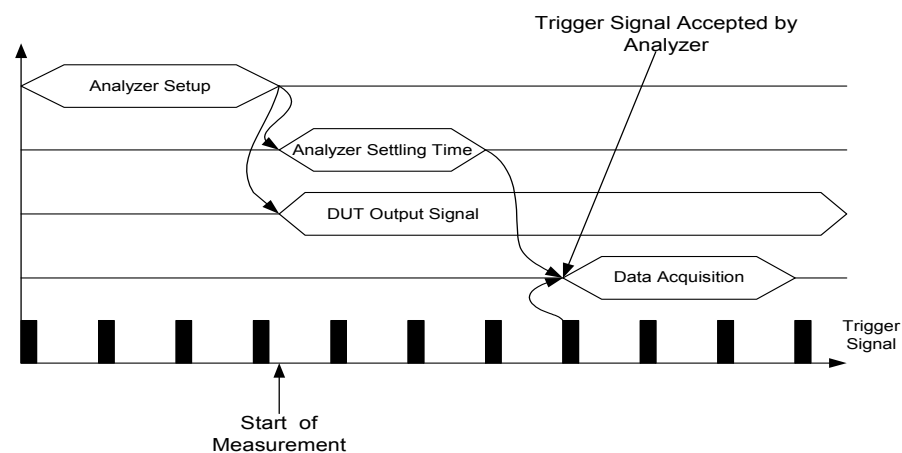 Trigger Signal Accepted by
Analyzer
Analyzer Setup
Analyzer Settling Time
DUT Output Signal
Data Acquisition
Trigger
Signal
Start of
Measurement